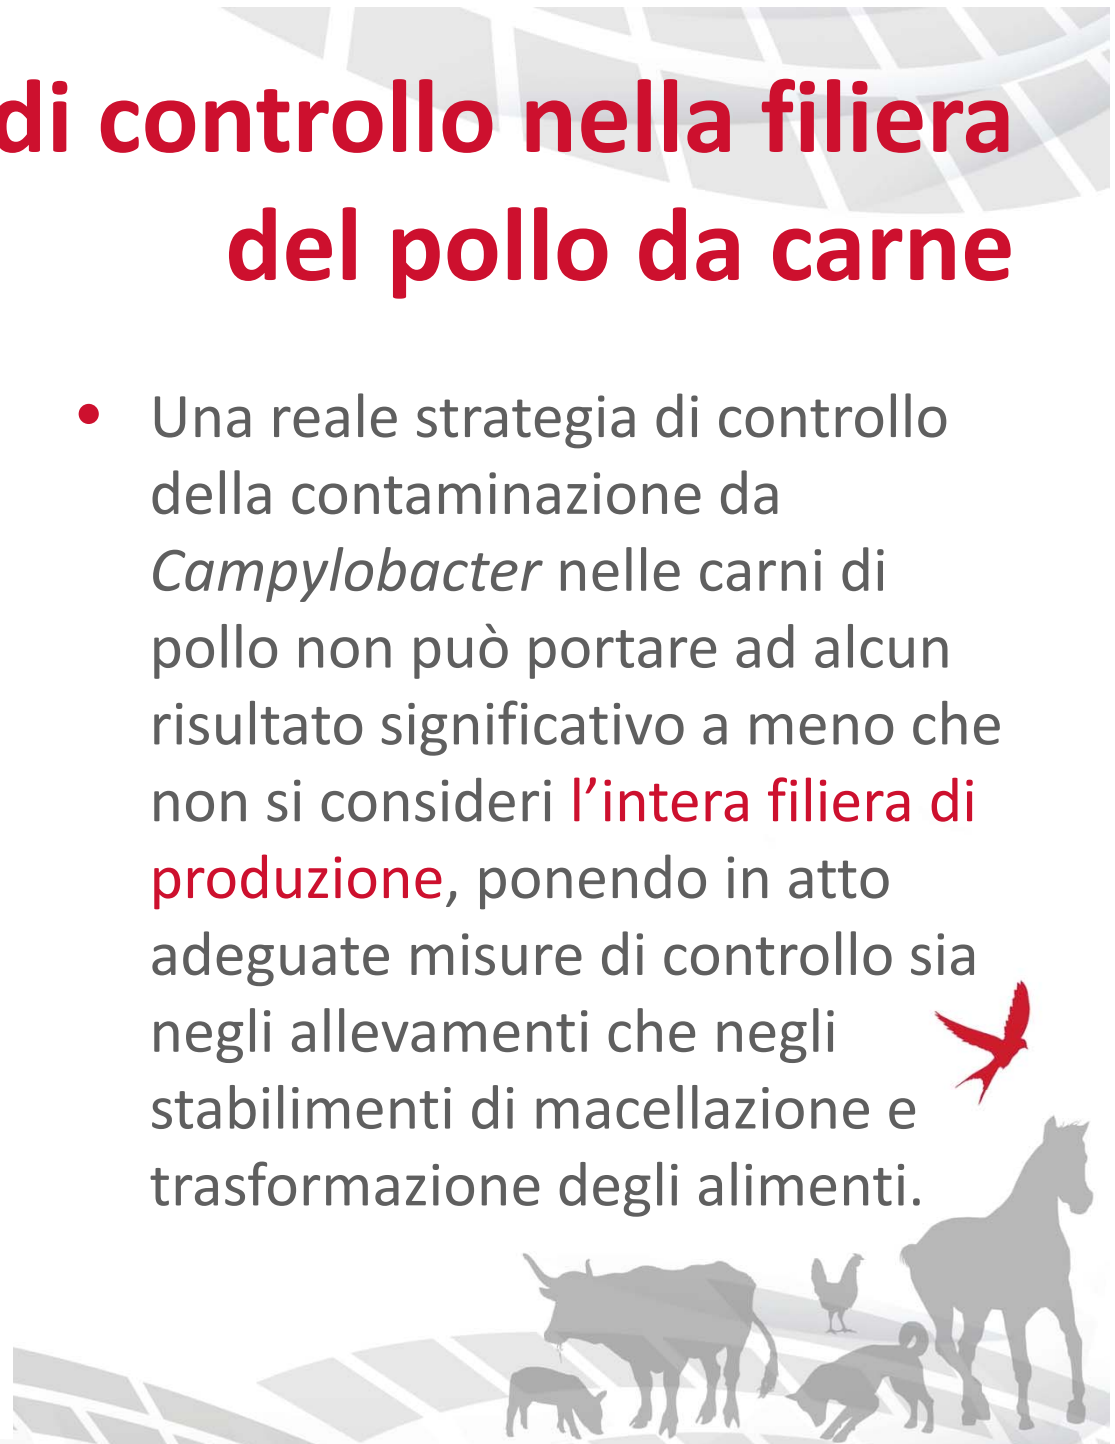 di controllo nella filiera
del pollo da carne
• Una reale strategia di controllo
della contaminazione da
Campylobacter nelle carni di
pollo non può portare ad alcun
risultato significativo a meno che
non si consideri l’intera filiera di
produzione, ponendo in atto
adeguate misure di controllo sia
negli allevamenti che negli
stabilimenti di macellazione e
trasformazione degli alimenti.